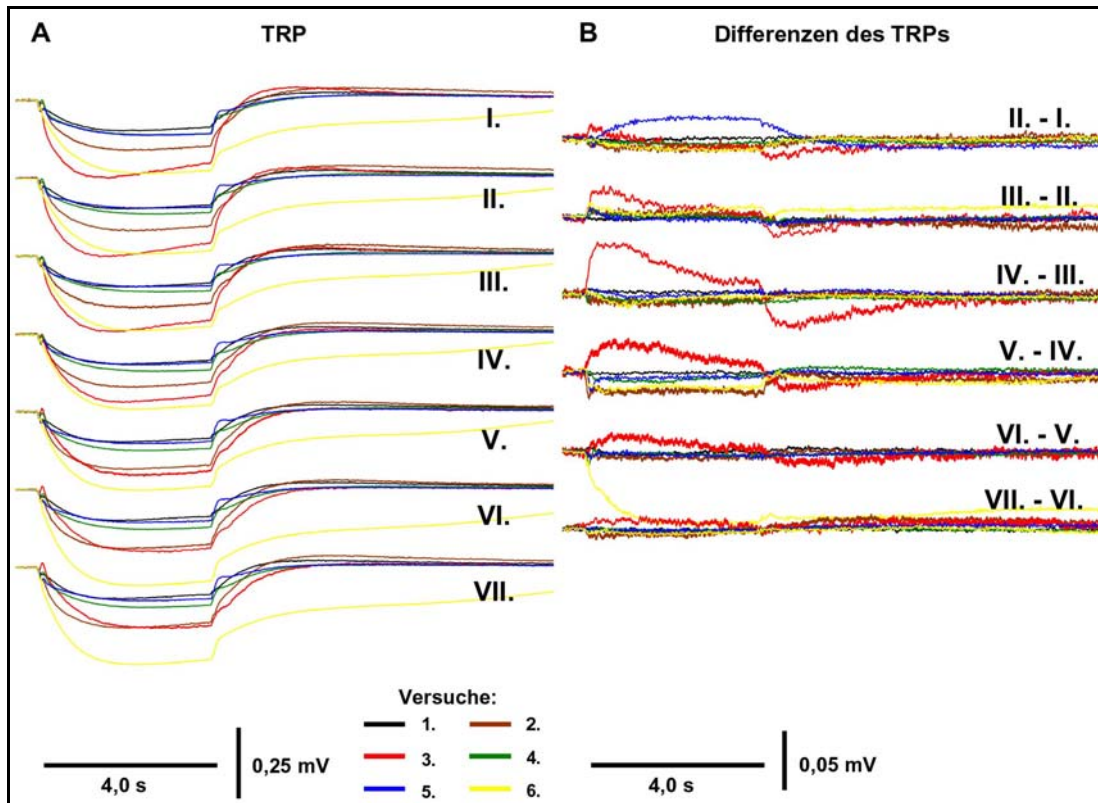 A
TRP
I.
II.
III.
IV.
V.
VI.
VII.
4,0 s
0,25 mV
Versuche:
1. 2.
3. 4.
5. 6.
B
Differenzen des TRPs
II. - I.
III. - II.
IV. - III.
V. - IV.
VI. - V.
VII. - VI.
4,0 s
0,05 mV